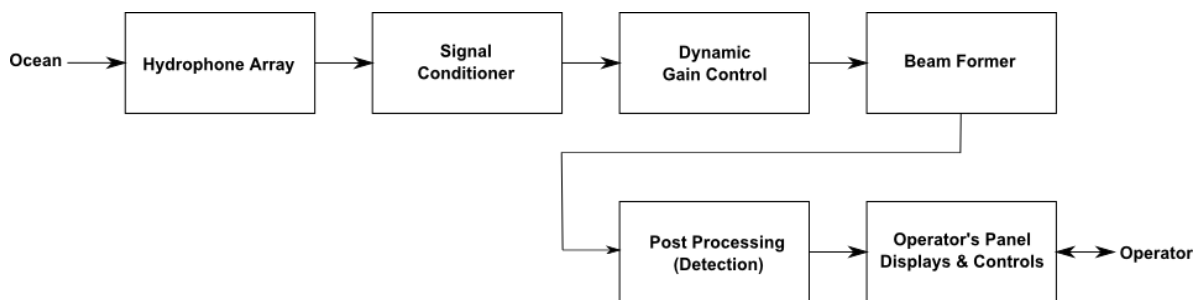 Ocean
Hydrophone Array
Signal
Conditioner
Dynamic
Gain Control
Beam Former
Post Processing
(Detection)
Operator's Panel
Displays & Controls
Operator